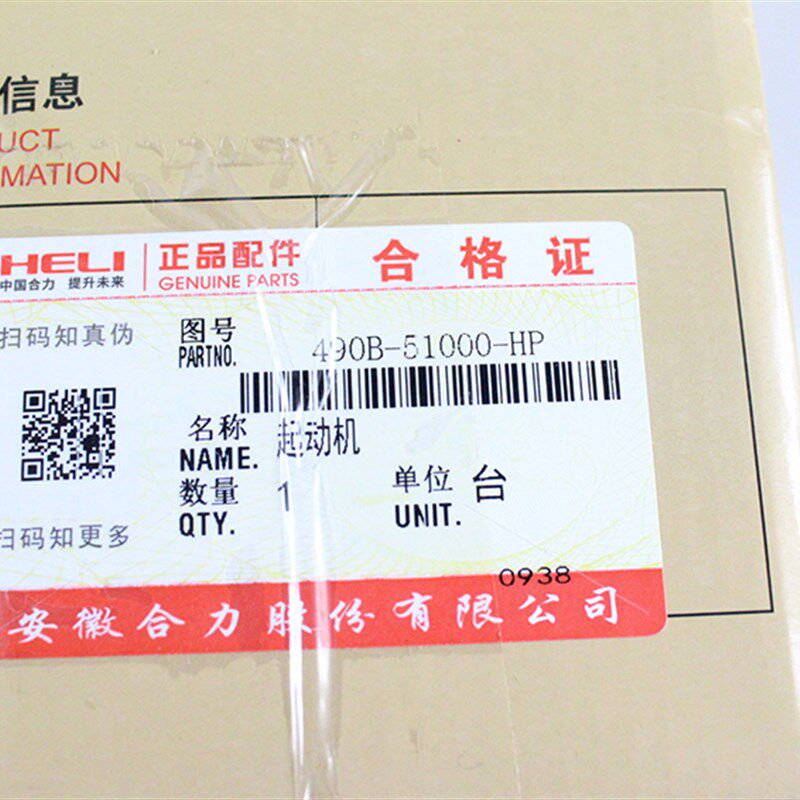 信息
UCT
MATION
HELI
中国合力 提升未来
正品配件
GENUINE PARTS
合格证
扫码知真伪
图号
PARTNO.
490B-51000-HP
名称
NAME.
起动机
数量
QTY.
1
单位
UNIT.
台
扫码知更多
0938
安徽合力股份有限公司